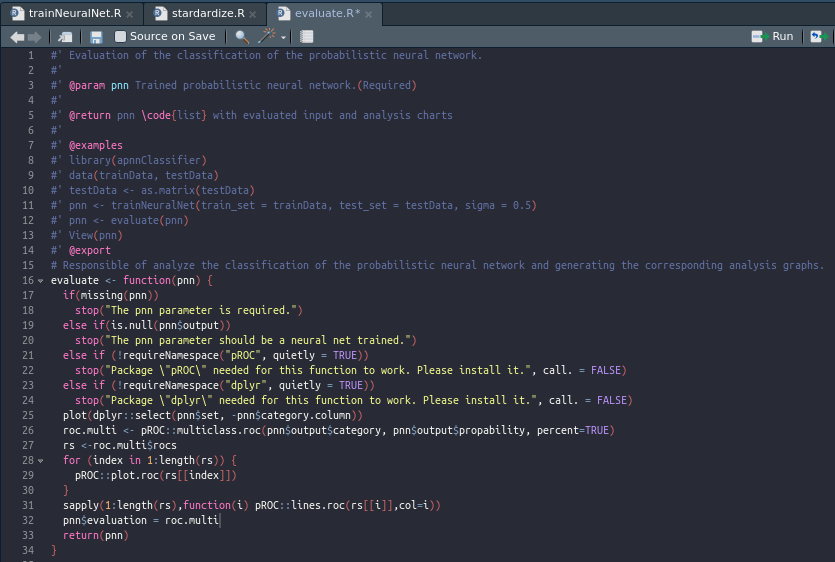 trainNeuralNet.R × stardardize.R × evaluate.R* ×
Source on Save Run
1 #' Evaluation of the classification of the probabilistic neural network.
2 #'
3 #' @param pnn Trained probabilistic neural network.(Required)
4 #'
5 #' @return pnn \code{list} with evaluated input and analysis charts
6 #'
7 #' @examples
8 #' library(apnnClassifier)
9 #' data(trainData, testData)
10 #' testData <- as.matrix(testData)
11 #' pnn <- trainNeuralNet(train_set = trainData, test_set = testData, sigma = 0.5)
12 #' pnn <- evaluate(pnn)
13 #' View(pnn)
14 #' @export
15 # Responsible of analyze the classification of the probabilistic neural network and generating the corresponding analysis graphs.
16 evaluate <- function(pnn) {
17 if(missing(pnn))
18 stop("The pnn parameter is required.")
19 else if(is.null(pnn$output))
20 stop("The pnn parameter should be a neural net trained.")
21 else if (!requireNamespace("pROC", quietly = TRUE))
22 stop("Package \"pROC\" needed for this function to work. Please install it.", call. = FALSE)
23 else if (!requireNamespace("dplyr", quietly = TRUE))
24 stop("Package \"dplyr\" needed for this function to work. Please install it.", call. = FALSE)
25 plot(dplyr::select(pnn$set, -pnn$category.column))
26 roc.multi <- pROC::multiclass.roc(pnn$output$category, pnn$output$propability, percent=TRUE)
27 rs <-roc.multi$rocs
28 for (index in 1:length(rs)) {
29 pROC::plot.roc(rs[[index]])
30 }
31 sapply(1:length(rs),function(i) pROC::lines.roc(rs[[i]],col=i))
32 pnn$evaluation = roc.multi
33 return(pnn)
34 }